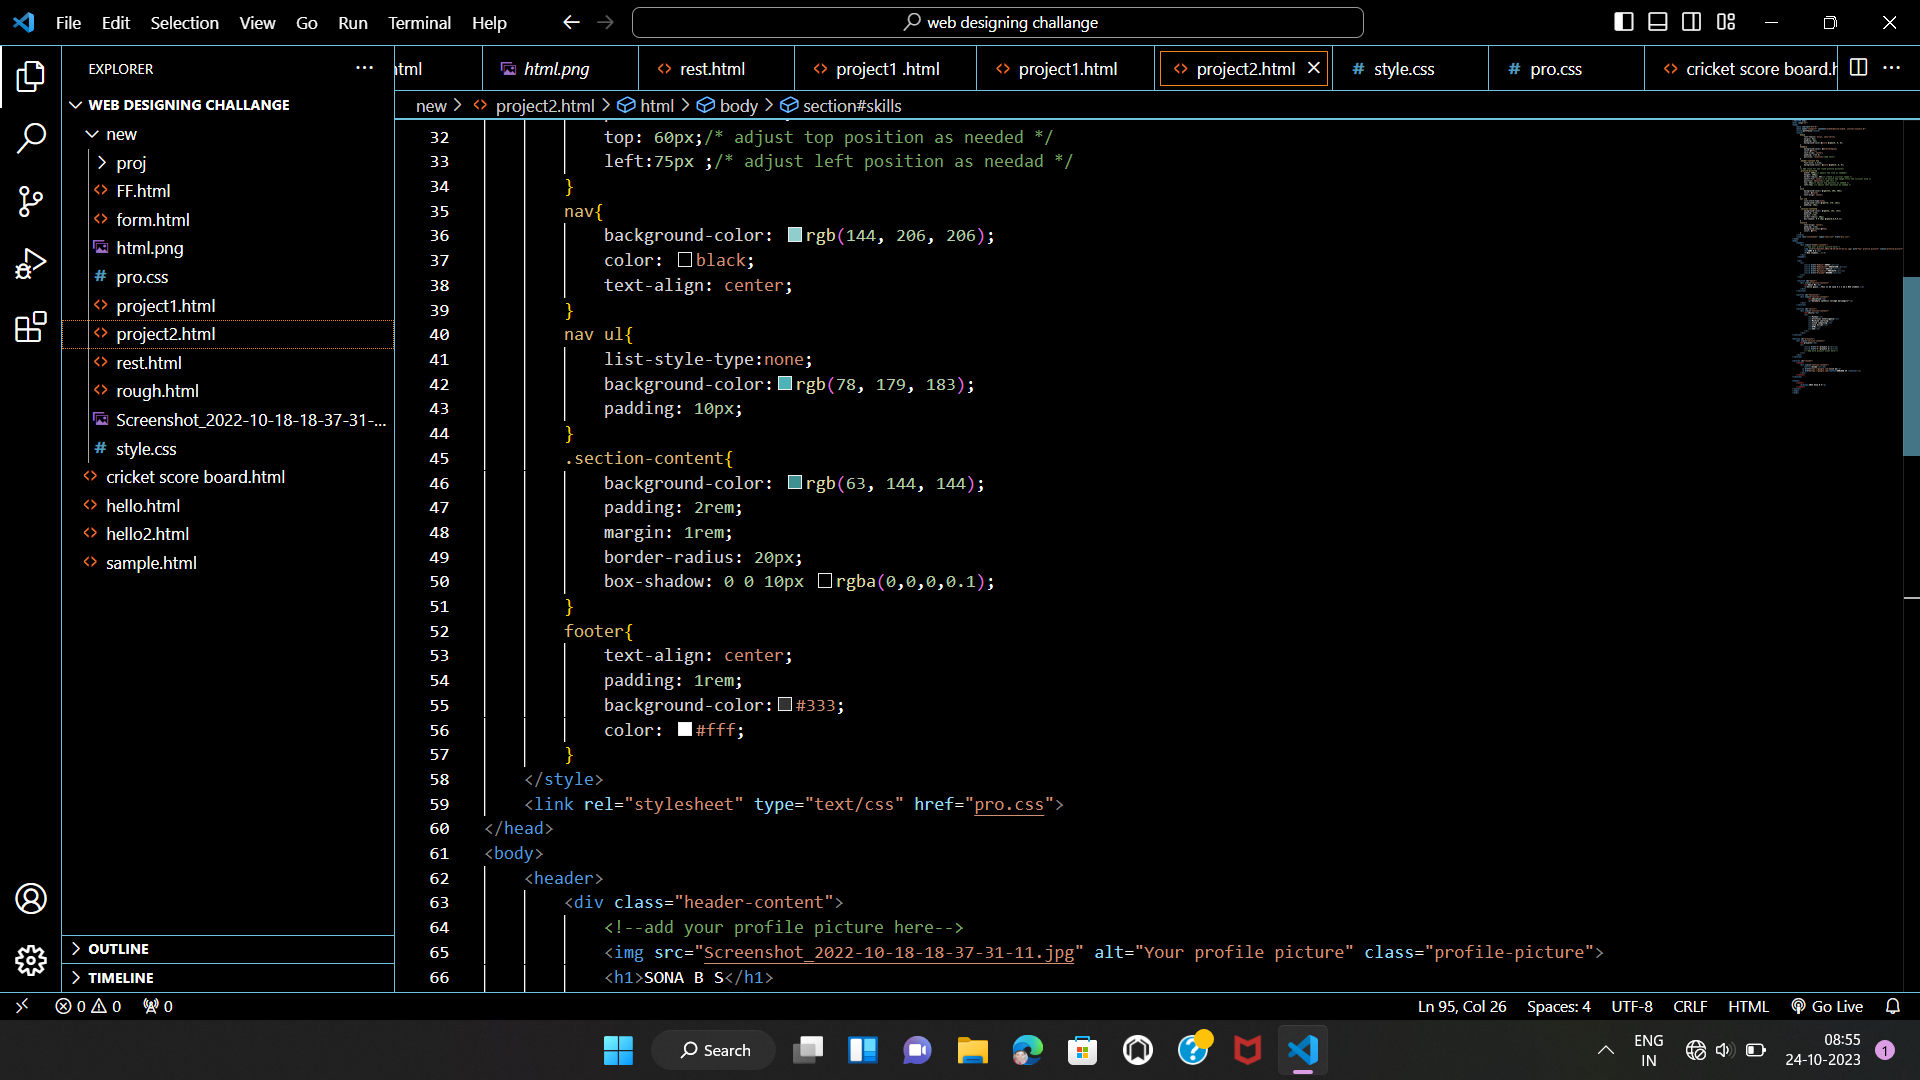 File Edit Selection View Go Run Terminal Help
web designing challange
EXPLORER
WEB DESIGNING CHALLANGE
new
proj
FF.html
form.html
html.png
pro.css
project1.html
project2.html
rest.html
rough.html
Screenshot_2022-10-18-18-37-31-...
style.css
cricket score board.html
hello.html
hello2.html
sample.html
OUTLINE
TIMELINE
html.png rest.html project1 .html project1.html project2.html style.css pro.css cricket score board.h
new > project2.html > html > body > section#skills
32 top: 60px;/* adjust top position as needed */
33 left:75px ;/* adjust left position as needad */
34 }
35 nav{
36 background-color: rgb(144, 206, 206);
37 color: black;
38 text-align: center;
39 }
40 nav ul{
41 list-style-type:none;
42 background-color: rgb(78, 179, 183);
43 padding: 10px;
44 }
45 .section-content{
46 background-color: rgb(63, 144, 144);
47 padding: 2rem;
48 margin: 1rem;
49 border-radius: 20px;
50 box-shadow: 0 0 10px rgba(0,0,0,0.1);
51 }
52 footer{
53 text-align: center;
54 padding: 1rem;
55 background-color: #333;
56 color: #fff;
57 }
58 </style>
59 <link rel="stylesheet" type="text/css" href="pro.css">
60 </head>
61 <body>
62 <header>
63 <div class="header-content">
64 <!--add your profile picture here-->
65 <img src="Screenshot_2022-10-18-18-37-31-11.jpg" alt="Your profile picture" class="profile-picture">
66 <h1>SONA B S</h1>
0 0 0 Ln 95, Col 26 Spaces: 4 UTF-8 CRLF HTML Go Live
Search
ENG
IN
08:55
24-10-2023
1